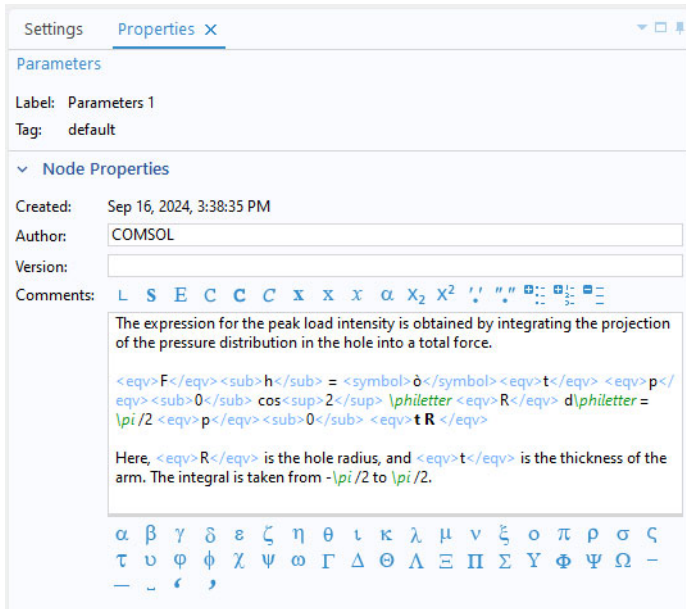 Settings Properties ×
Parameters
Label: Parameters 1
Tag: default
Node Properties
Created: Sep 16, 2024, 3:38:35 PM
Author: COMSOL
Version:
Comments: L S E C C C x x x α X₂ X² '.' ".."
The expression for the peak load intensity is obtained by integrating the projection
of the pressure distribution in the hole into a total force.
<eqv>F</eqv><sub>h</sub> = <symbol>ò</symbol><eqv>t</eqv> <eqv>p</
eqv><sub>0</sub> cos<sup>2</sup> \philetter <eqv>R</eqv> d\philetter =
\pi /2 <eqv>p</eqv><sub>0</sub> <eqv>t R </eqv>
Here, <eqv>R</eqv> is the hole radius, and <eqv>t</eqv> is the thickness of the
arm. The integral is taken from -\pi /2 to \pi /2.
α β γ δ ε ζ η θ ι κ λ μ ν ξ ο π ρ σ ς
τ υ φ ϕ χ ψ ω Γ Δ Θ Λ Ξ Π Σ Υ Φ Ψ Ω –
— ˽ ‘ ’